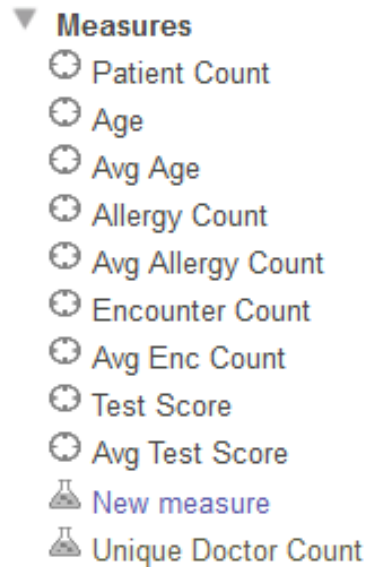 Measures
Patient Count
Age
Avg Age
Allergy Count
Avg Allergy Count
Encounter Count
Avg Enc Count
Test Score
Avg Test Score
New measure
Unique Doctor Count